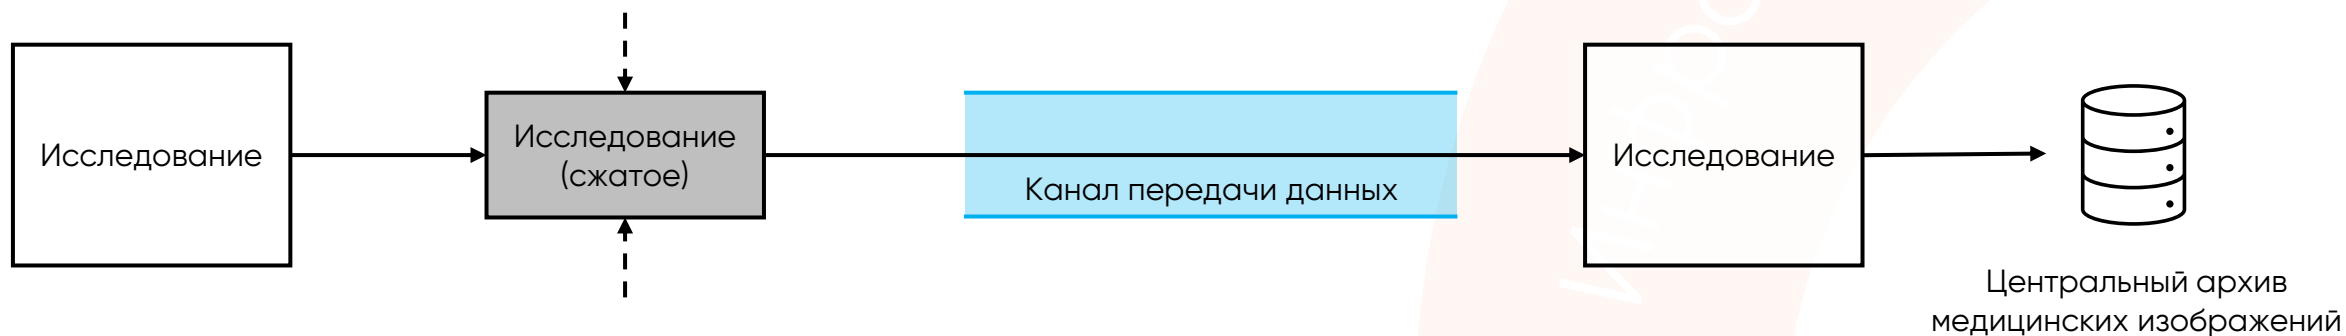 Исследование
Исследование
(сжатое)
Канал передачи данных
Исследование
Центральный архив
медицинских изображений